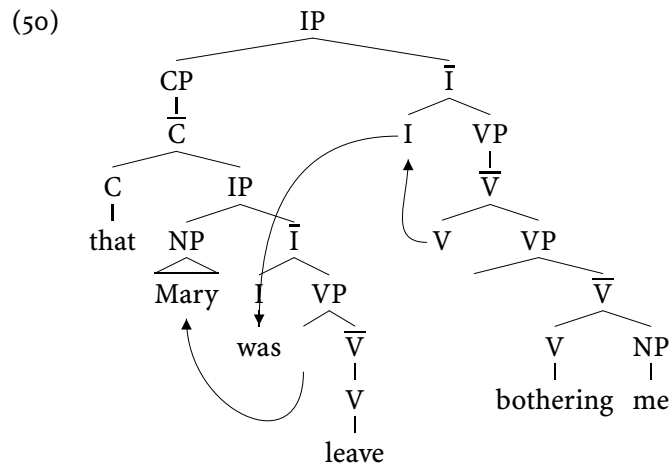 (50) IP
CP I̅
C̅ I VP
C IP V̅
that NP I̅ V VP
Mary I VP V̅
was V̅ V NP
V bothering me
leave